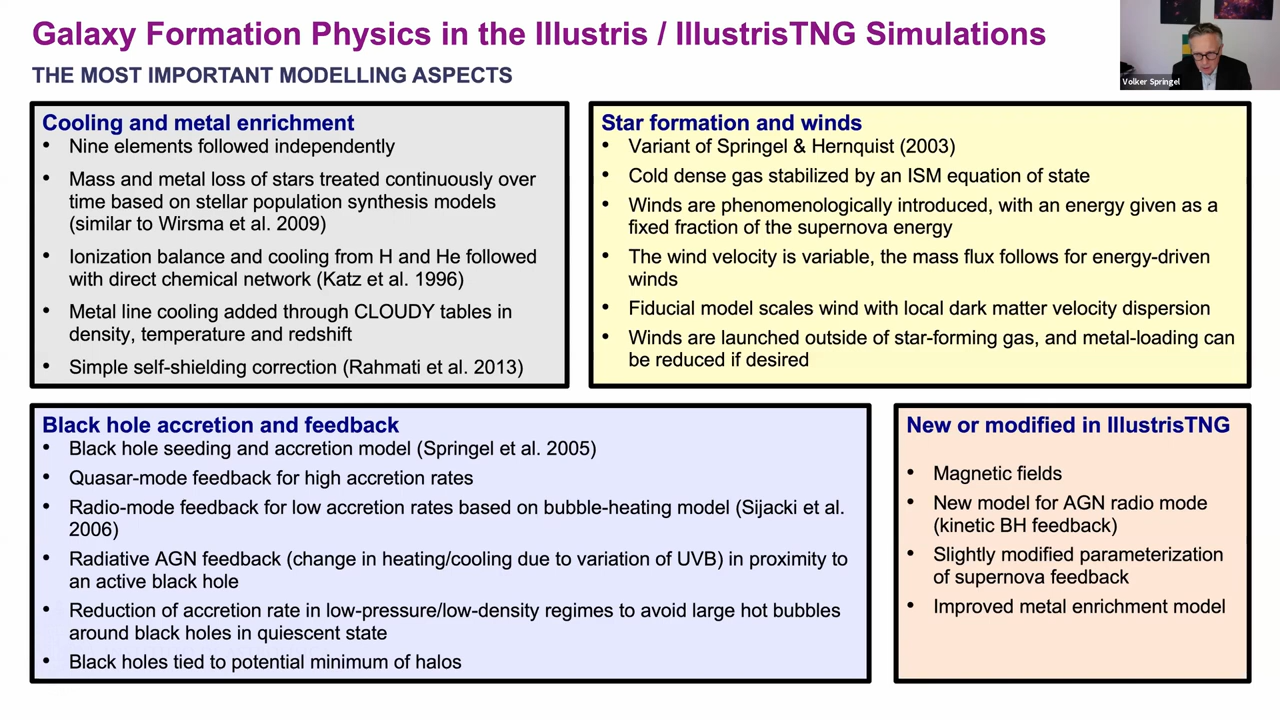 Galaxy Formation Physics in the Illustris / IllustrisTNG Simulations
THE MOST IMPORTANT MODELLING ASPECTS
Volker Springel
Cooling and metal enrichment
• Nine elements followed independently
• Mass and metal loss of stars treated continuously over
time based on stellar population synthesis models
(similar to Wirsma et al. 2009)
• Ionization balance and cooling from H and He followed
with direct chemical network (Katz et al. 1996)
• Metal line cooling added through CLOUDY tables in
density, temperature and redshift
• Simple self-shielding correction (Rahmati et al. 2013)
Star formation and winds
• Variant of Springel & Hernquist (2003)
• Cold dense gas stabilized by an ISM equation of state
• Winds are phenomenologically introduced, with an energy given as a
fixed fraction of the supernova energy
• The wind velocity is variable, the mass flux follows for energy-driven
winds
• Fiducial model scales wind with local dark matter velocity dispersion
• Winds are launched outside of star-forming gas, and metal-loading can
be reduced if desired
Black hole accretion and feedback
• Black hole seeding and accretion model (Springel et al. 2005)
• Quasar-mode feedback for high accretion rates
• Radio-mode feedback for low accretion rates based on bubble-heating model (Sijacki et al.
2006)
• Radiative AGN feedback (change in heating/cooling due to variation of UVB) in proximity to
an active black hole
• Reduction of accretion rate in low-pressure/low-density regimes to avoid large hot bubbles
around black holes in quiescent state
• Black holes tied to potential minimum of halos
New or modified in IllustrisTNG
• Magnetic fields
• New model for AGN radio mode
(kinetic BH feedback)
• Slightly modified parameterization
of supernova feedback
• Improved metal enrichment model